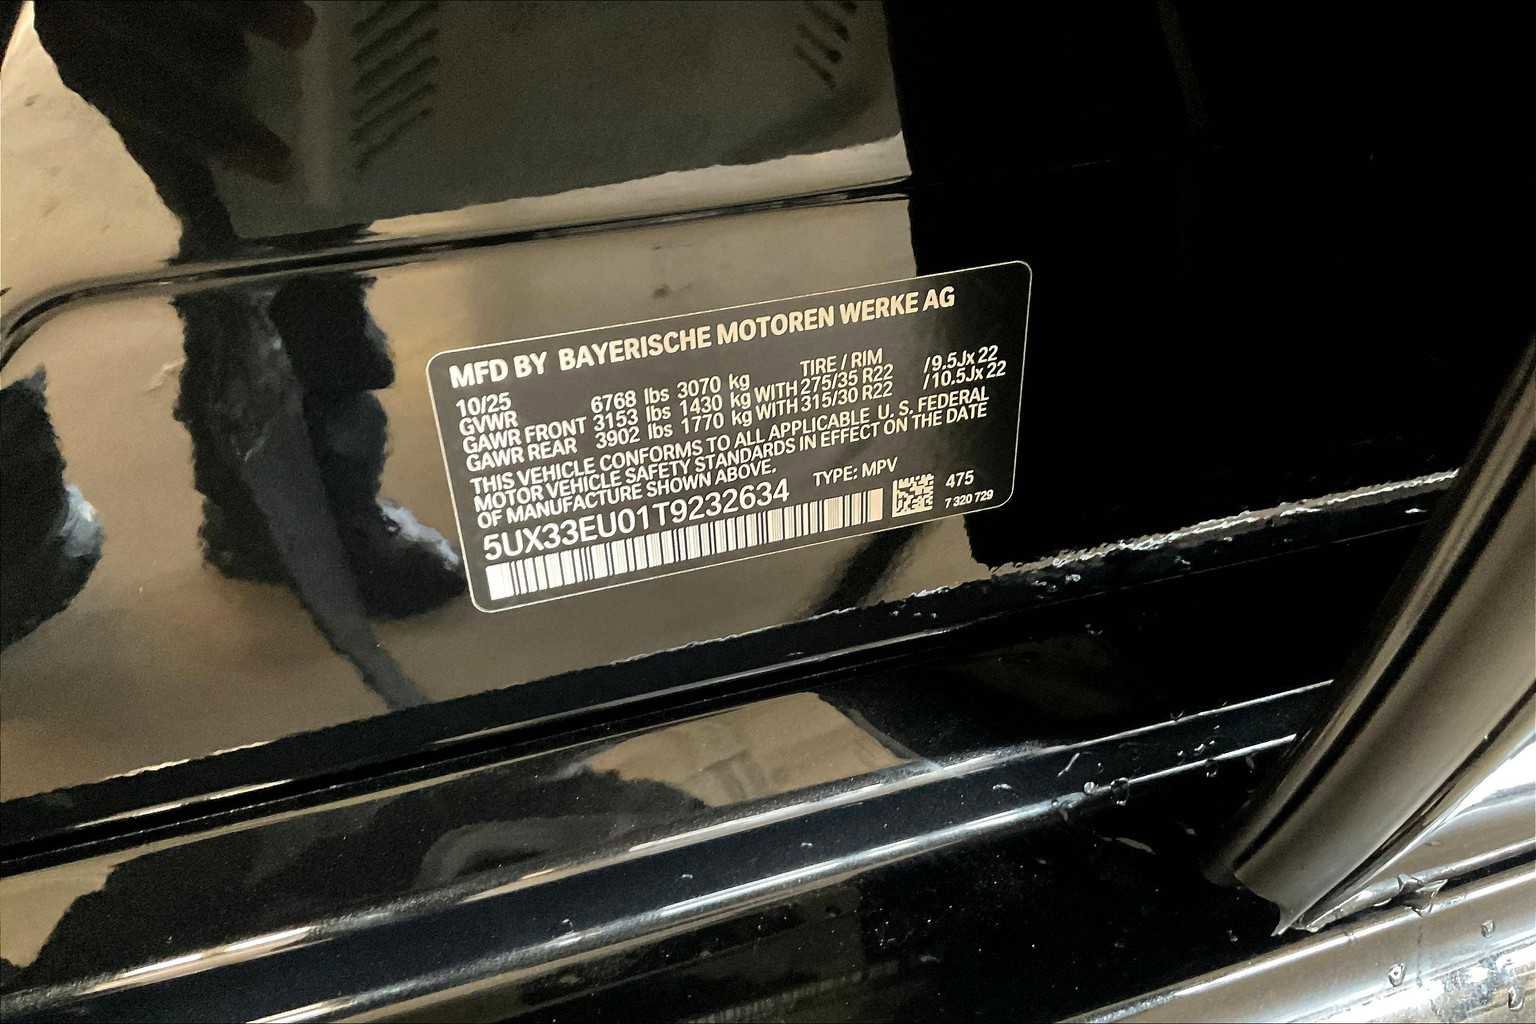 MFD BY BAYERISCHE MOTOREN WERKE AG
10/25 TIRE / RIM
GVWR 6768 lbs 3070 kg
GAWR FRONT 3153 lbs 1430 kg WITH 275/35 R22 /9.5Jx 22
GAWR REAR 3902 lbs 1770 kg WITH 315/30 R22 /10.5Jx 22
THIS VEHICLE CONFORMS TO ALL APPLICABLE U. S. FEDERAL
MOTOR VEHICLE SAFETY STANDARDS IN EFFECT ON THE DATE
OF MANUFACTURE SHOWN ABOVE.
TYPE: MPV
5UX33EU01T9232634
475
7 320 729